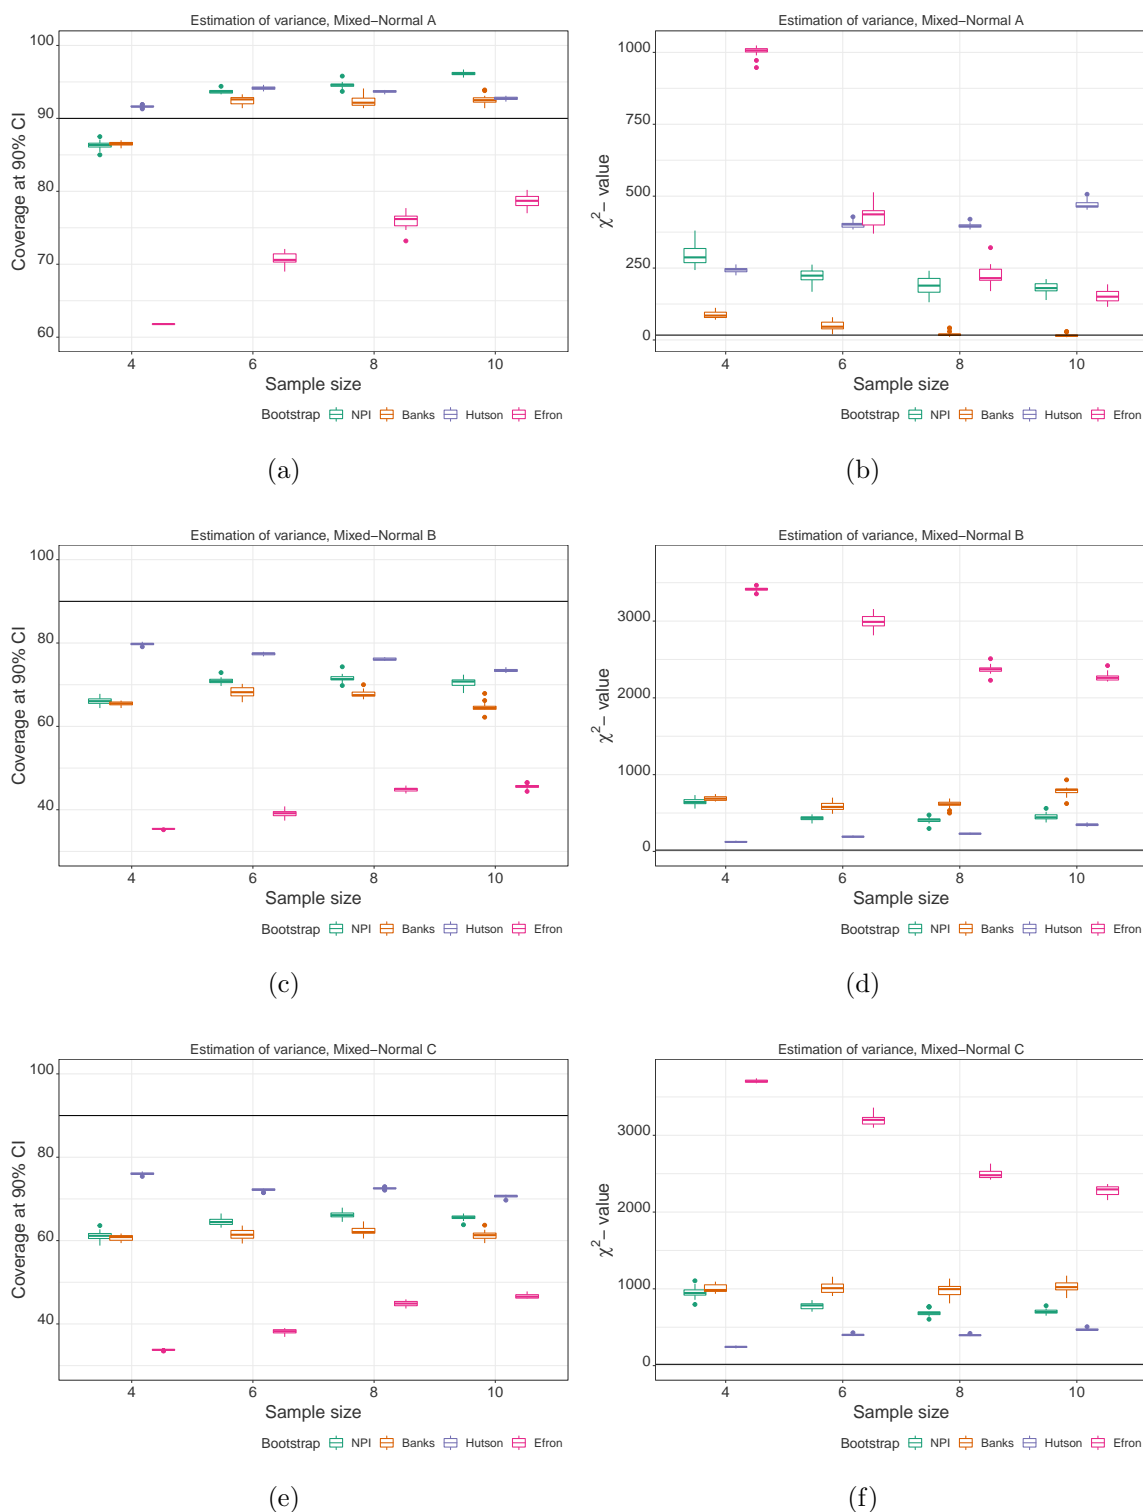 Estimation of variance, Mixed−Normal A
Coverage at 90% CI
100
90
80
70
60
4 6 8 10
Sample size
Bootstrap NPI Banks Hutson Efron
(a)
Estimation of variance, Mixed−Normal A
χ²− value
1000
750
500
250
0
4 6 8 10
Sample size
Bootstrap NPI Banks Hutson Efron
(b)
Estimation of variance, Mixed−Normal B
Coverage at 90% CI
100
80
60
40
4 6 8 10
Sample size
Bootstrap NPI Banks Hutson Efron
(c)
Estimation of variance, Mixed−Normal B
χ²− value
3000
2000
1000
0
4 6 8 10
Sample size
Bootstrap NPI Banks Hutson Efron
(d)
Estimation of variance, Mixed−Normal C
Coverage at 90% CI
100
80
60
40
4 6 8 10
Sample size
Bootstrap NPI Banks Hutson Efron
(e)
Estimation of variance, Mixed−Normal C
χ²− value
3000
2000
1000
0
4 6 8 10
Sample size
Bootstrap NPI Banks Hutson Efron
(f)